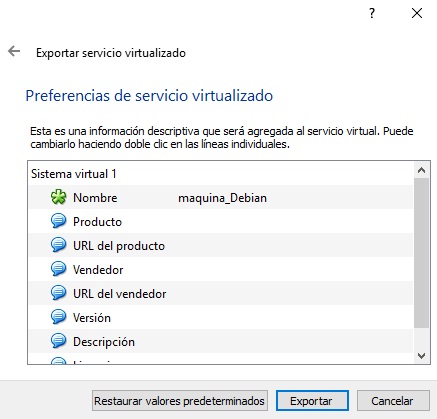 ?
Exportar servicio virtualizado
Preferencias de servicio virtualizado
Esta es una información descriptiva que será agregada al servicio virtual. Puede
cambiarlo haciendo doble clic en las líneas individuales.
Sistema virtual 1
Nombre maquina_Debian
Producto
URL del producto
Vendedor
URL del vendedor
Versión
Descripción
Restaurar valores predeterminados Exportar Cancelar